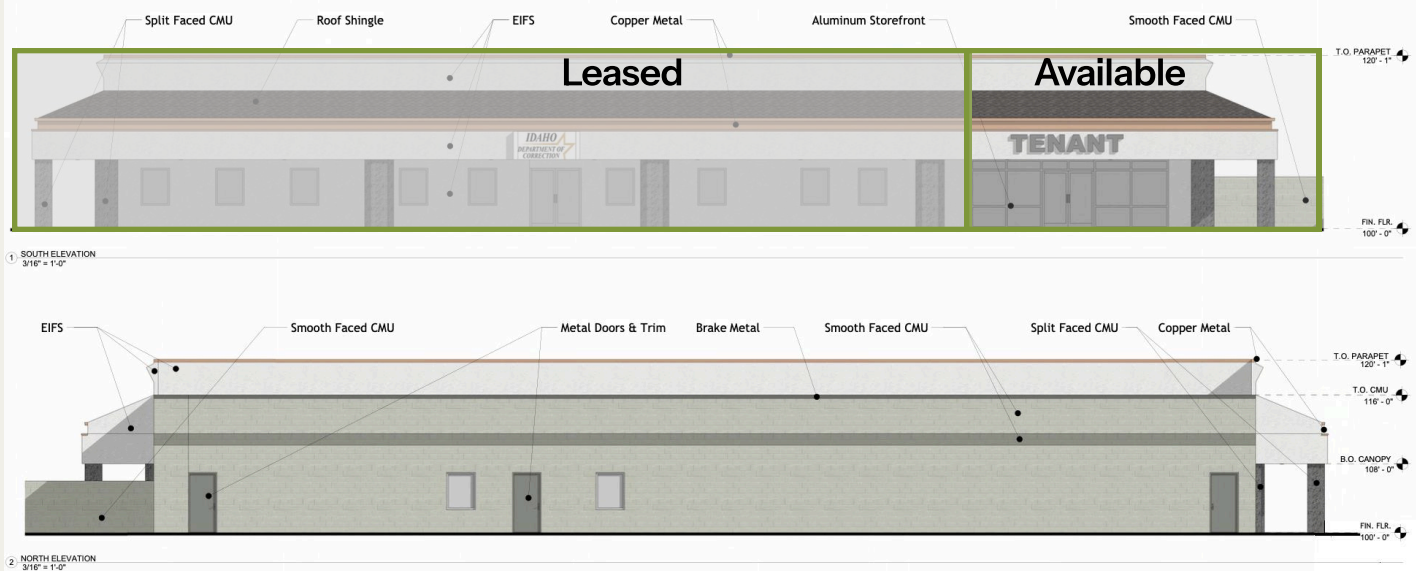 Split Faced CMU
Roof Shingle
EIFS
Copper Metal
Aluminum Storefront
Smooth Faced CMU
T.O. PARAPET
120' - 1"
Leased
Available
IDAHO
DEPARTMENT OF
CORRECTION
TENANT
FIN. FLR.
100' - 0"
1 SOUTH ELEVATION
3/16" = 1'-0"
EIFS
Smooth Faced CMU
Metal Doors & Trim
Brake Metal
Smooth Faced CMU
Split Faced CMU
Copper Metal
T.O. PARAPET
120' - 1"
T.O. CMU
116' - 0"
B.O. CANOPY
108' - 0"
FIN. FLR.
100' - 0"
2 NORTH ELEVATION
3/16" = 1'-0"